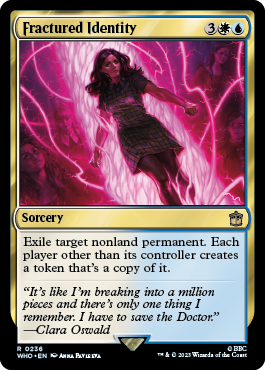 Fractured Identity 3
Sorcery
Exile target nonland permanent. Each
player other than its controller creates
a token that's a copy of it.
"It's like I'm breaking into a million
pieces and there's only one thing I
remember. I have to save the Doctor."
—Clara Oswald
R 0236
WHO • EN Anna Pavleeva
© BBC
™ & © 2023 Wizards of the Coast